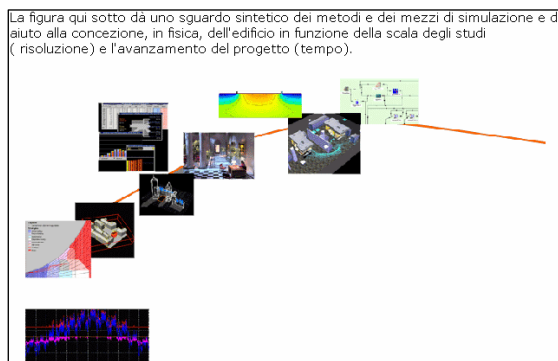 La figura qui sotto dà uno sguardo sintetico dei metodi e dei mezzi di simulazione e d
aiuto alla concezione, in fisica, dell'edificio in funzione della scala degli studi
( risoluzione) e l'avanzamento del progetto (tempo).